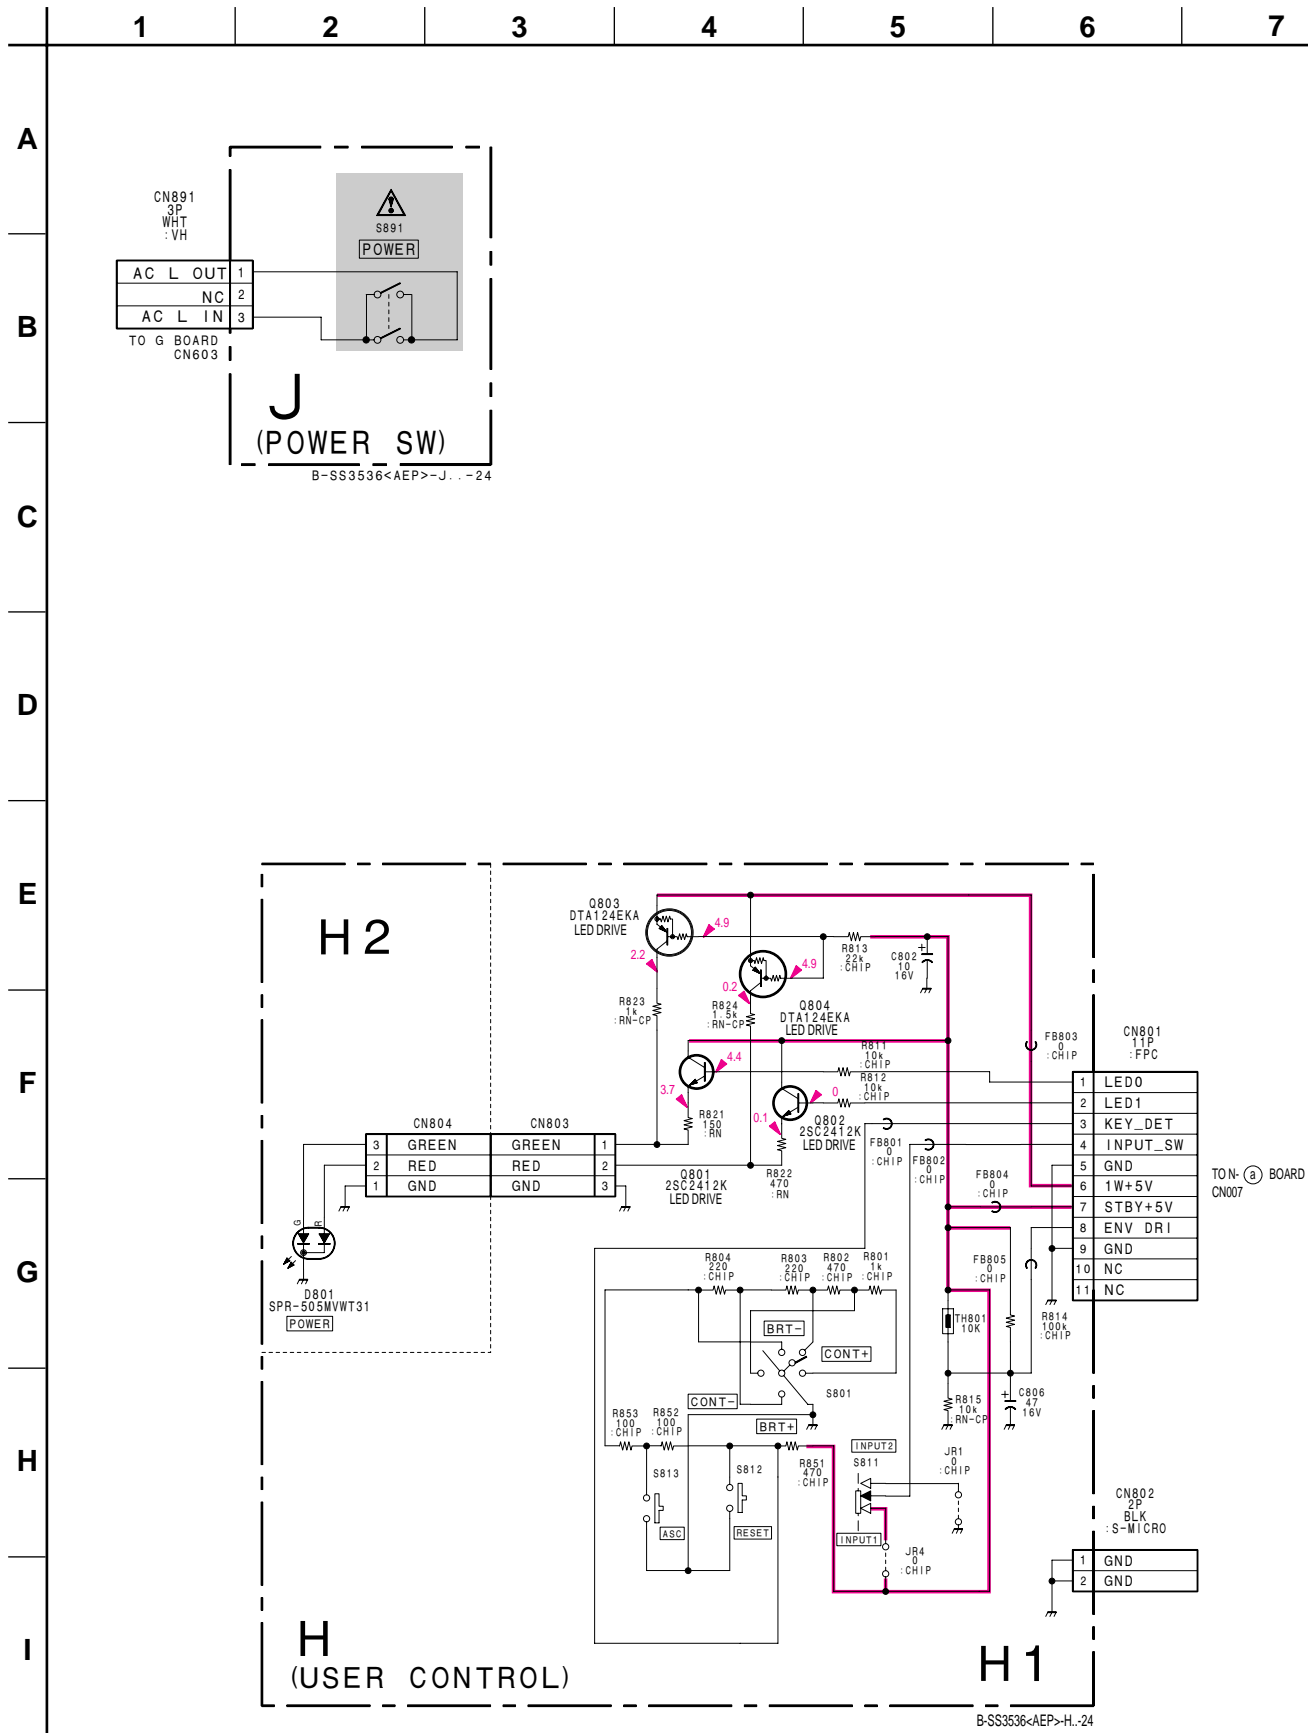 1 2 3 4 5 6 7
A
CN891
3P
WHT
:VH
S891
POWER
AC L OUT 1
NC 2
AC L IN 3
B
TO G BOARD
CN603
J
(POWER SW)
B-SS3536<AEP>-J..-24
C
D
E
H2
Q803
DTA124EKA
LED DRIVE
4.9
2.2
R813
22k
:CHIP
C802
10
16V
+
4.9
0.2
R823
1k
:RN-CP
R824
1.5k
:RN-CP
Q804
DTA124EKA
LED DRIVE
FB803
0
:CHIP
CN801
11P
:FPC
F
4.4
3.7
R811
10k
:CHIP
R812
10k
:CHIP
0
0.1
R821
150
:RN
Q802
2SC2412K
LED DRIVE
FB801
0
:CHIP
FB802
0
:CHIP
FB804
0
:CHIP
1 LED0
2 LED1
3 KEY_DET
4 INPUT_SW
5 GND
6 1W+5V
7 STBY+5V
8 ENV DRI
9 GND
10 NC
11 NC
TO N- a BOARD
CN007
CN804 CN803
3 GREEN GREEN 1
2 RED RED 2
1 GND GND 3
Q801
2SC2412K
LED DRIVE
R822
470
:RN
G
G R
D801
SPR-505MVWT31
POWER
R804
220
:CHIP
R803
220
:CHIP
R802
470
:CHIP
R801
1k
:CHIP
FB805
0
:CHIP
TH801
10K
R814
100k
:CHIP
BRT-
CONT+
CONT-
S801
BRT+
R815
10k
:RN-CP
+
C806
47
16V
H
R853
100
:CHIP
R852
100
:CHIP
R851
470
:CHIP
S813
S812
ASC
RESET
INPUT2
S811
INPUT1
JR1
0
:CHIP
JR4
0
:CHIP
CN802
2P
BLK
:S-MICRO
1 GND
2 GND
I
H
(USER CONTROL)
H1
B-SS3536<AEP>-H..-24